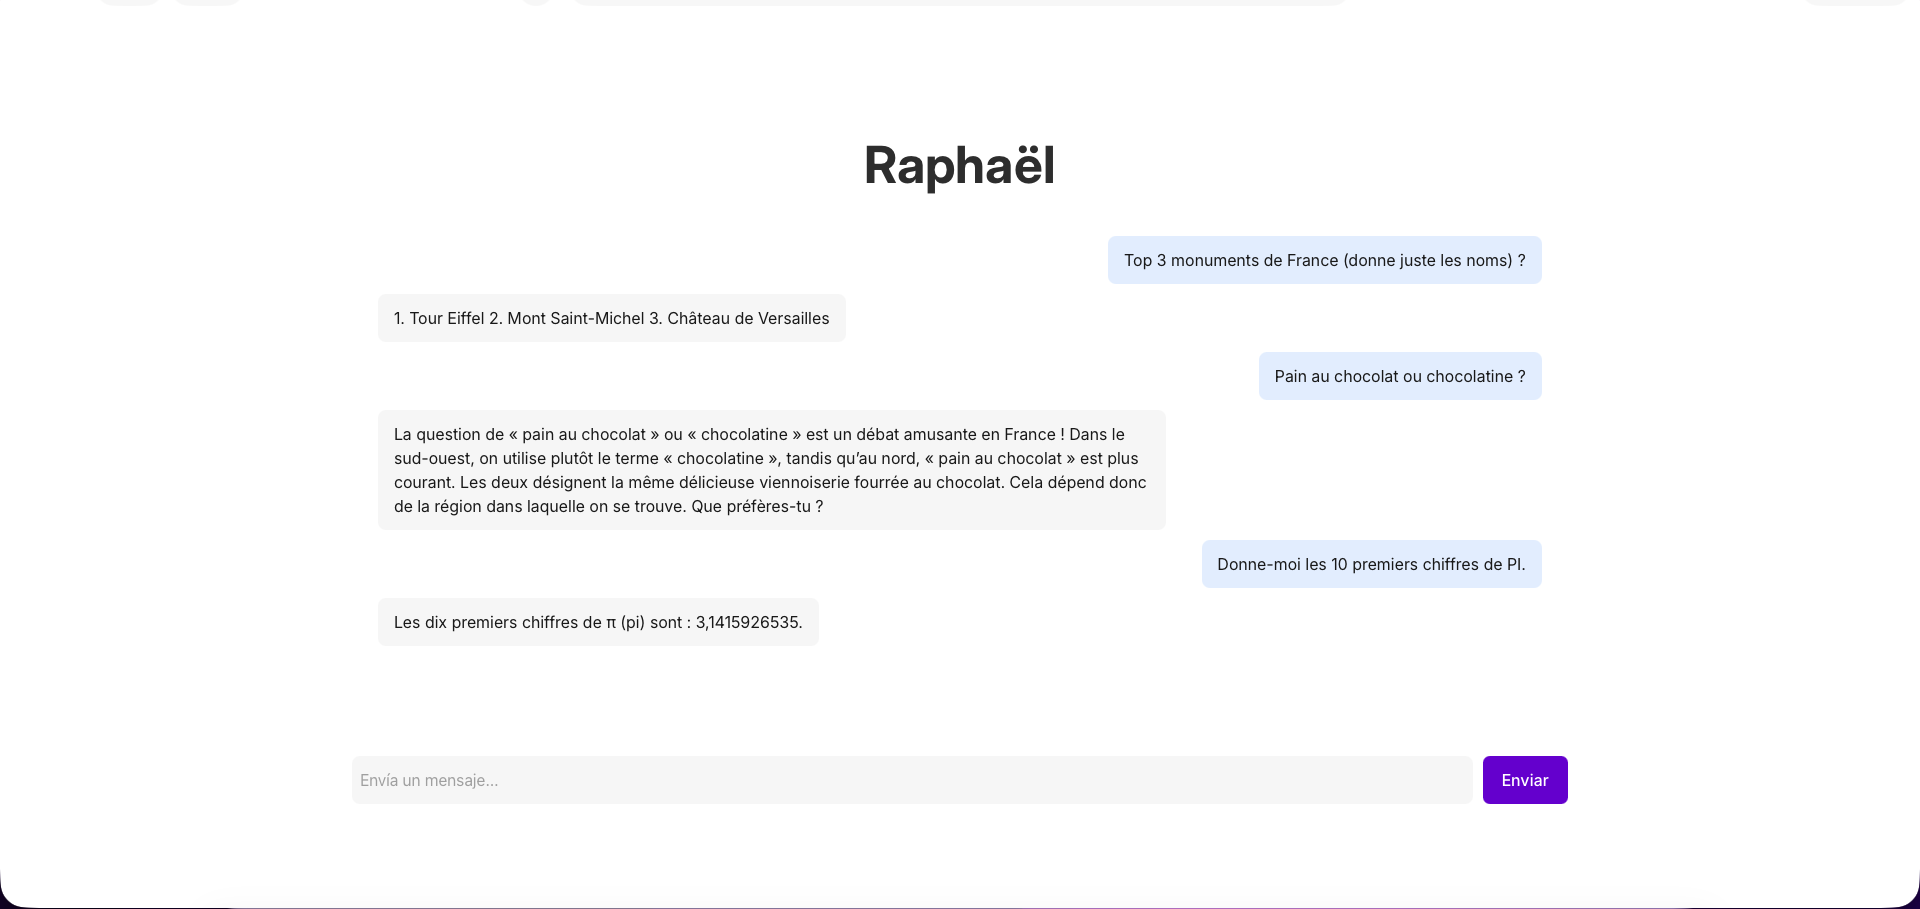 Raphaël
Top 3 monuments de France (donne juste les noms) ?
1. Tour Eiffel 2. Mont Saint-Michel 3. Château de Versailles
Pain au chocolat ou chocolatine ?
La question de « pain au chocolat » ou « chocolatine » est un débat amusante en France ! Dans le
sud-ouest, on utilise plutôt le terme « chocolatine », tandis qu’au nord, « pain au chocolat » est plus
courant. Les deux désignent la même délicieuse viennoiserie fourrée au chocolat. Cela dépend donc
de la région dans laquelle on se trouve. Que préfères-tu ?
Donne-moi les 10 premiers chiffres de PI.
Les dix premiers chiffres de π (pi) sont : 3,1415926535.
Envía un mensaje...
Enviar